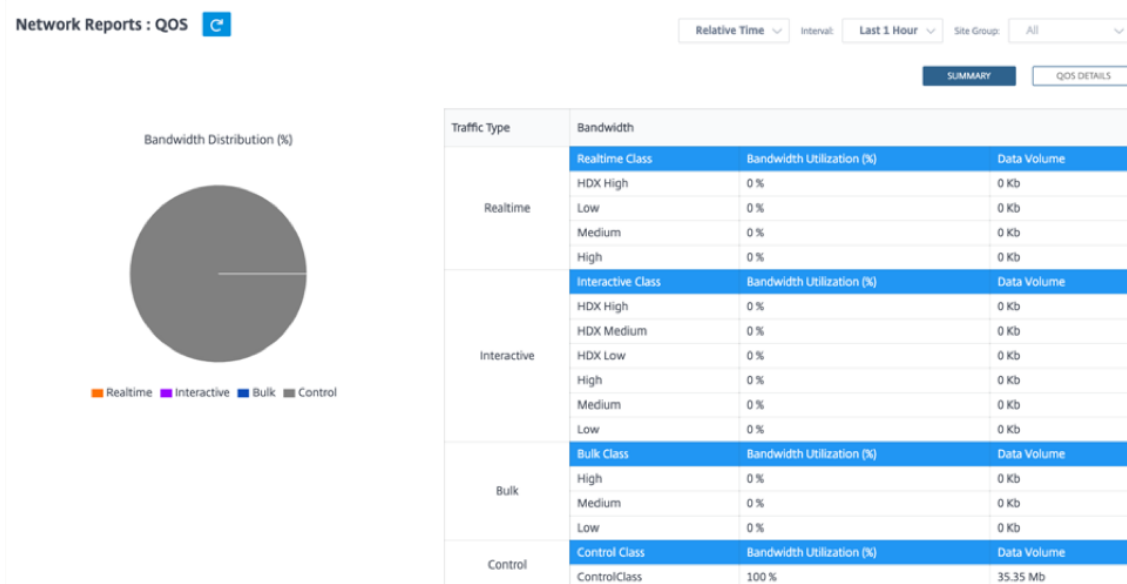 Network Reports : QOS
Relative Time Interval: Last 1 Hour Site Group: All
SUMMARY QOS DETAILS
Bandwidth Distribution (%)
Realtime Interactive Bulk Control
Traffic Type Bandwidth
Realtime
Realtime Class Bandwidth Utilization (%) Data Volume
HDX High 0 % 0 Kb
Low 0 % 0 Kb
Medium 0 % 0 Kb
High 0 % 0 Kb
Interactive
Interactive Class Bandwidth Utilization (%) Data Volume
HDX High 0 % 0 Kb
HDX Medium 0 % 0 Kb
HDX Low 0 % 0 Kb
High 0 % 0 Kb
Medium 0 % 0 Kb
Low 0 % 0 Kb
Bulk
Bulk Class Bandwidth Utilization (%) Data Volume
High 0 % 0 Kb
Medium 0 % 0 Kb
Low 0 % 0 Kb
Control
Control Class Bandwidth Utilization (%) Data Volume
ControlClass 100 % 35.35 Mb